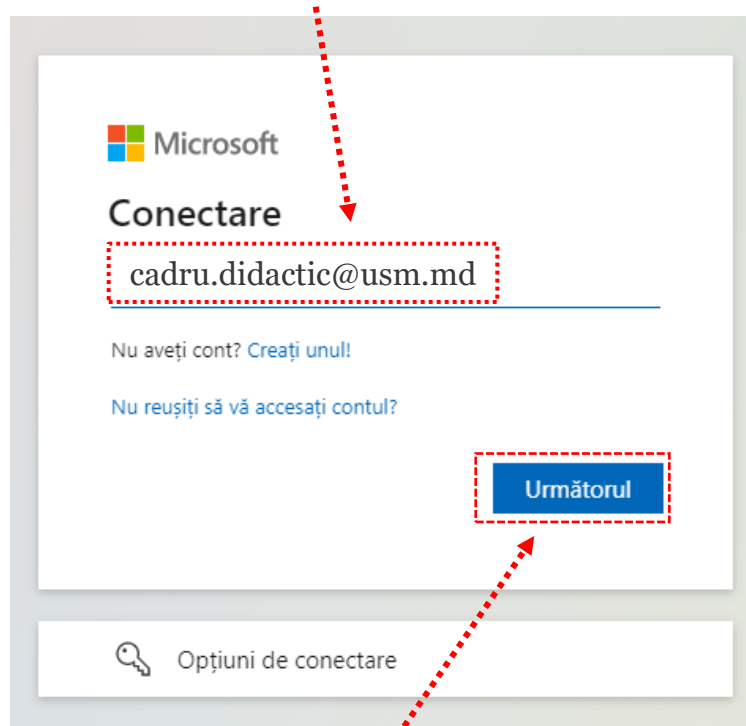 Microsoft
Conectare
cadru.didactic@usm.md
Nu aveți cont? Creați unul!
Nu reușiți să vă accesați contul?
Următorul
Opțiuni de conectare